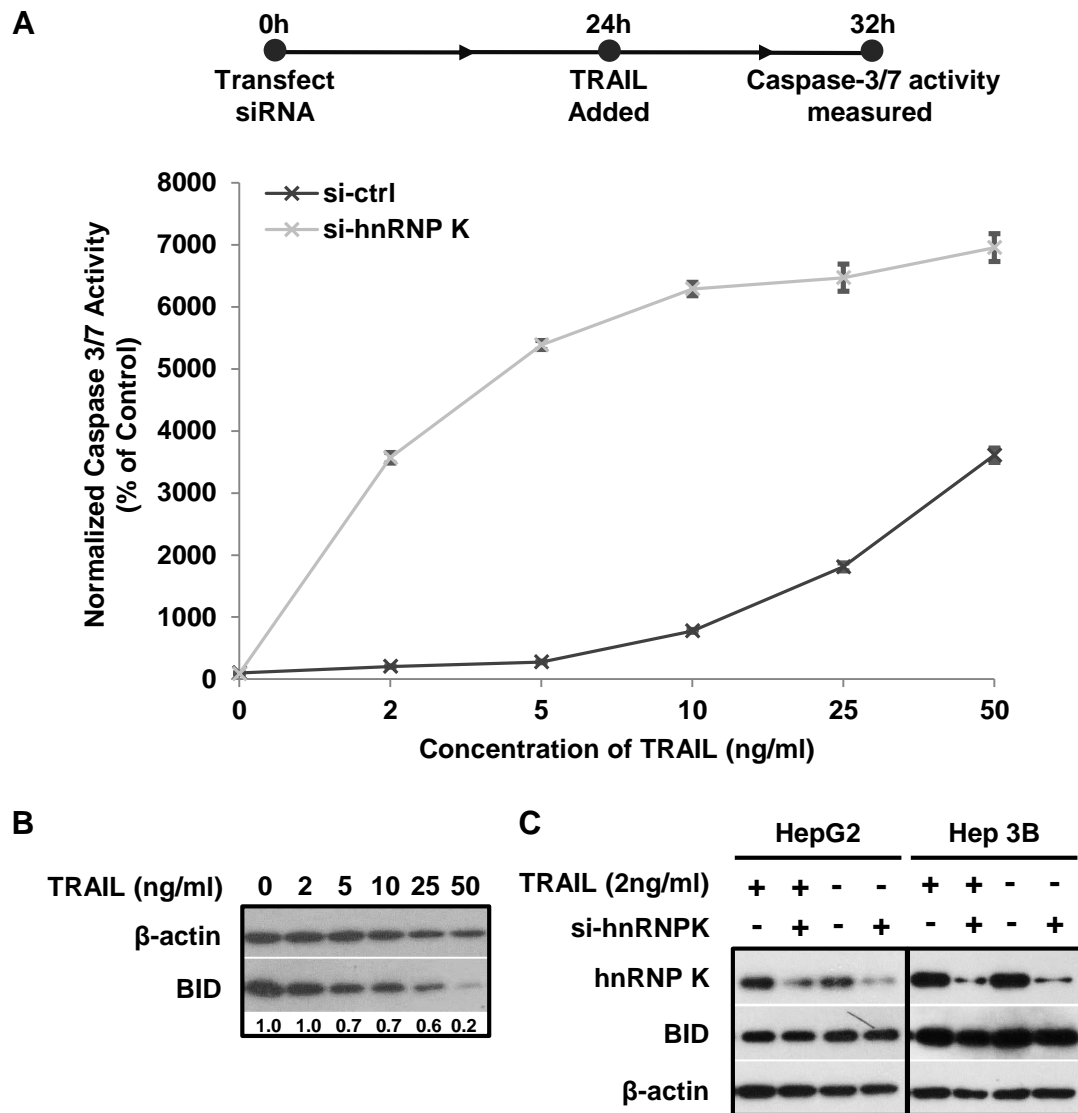 A
0h 24h 32h
Transfect siRNA
TRAIL Added
Caspase-3/7 activity measured
si-ctrl
si-hnRNP K
Normalized Caspase 3/7 Activity
(% of Control)
8000
7000
6000
5000
4000
3000
2000
1000
0
0 2 5 10 25 50
Concentration of TRAIL (ng/ml)
B
TRAIL (ng/ml) 0 2 5 10 25 50
β-actin
BID
1.0 1.0 0.7 0.7 0.6 0.2
C
HepG2 Hep 3B
TRAIL (2ng/ml) + + - - + + - -
si-hnRNPK - + - + - + - +
hnRNP K
BID
β-actin